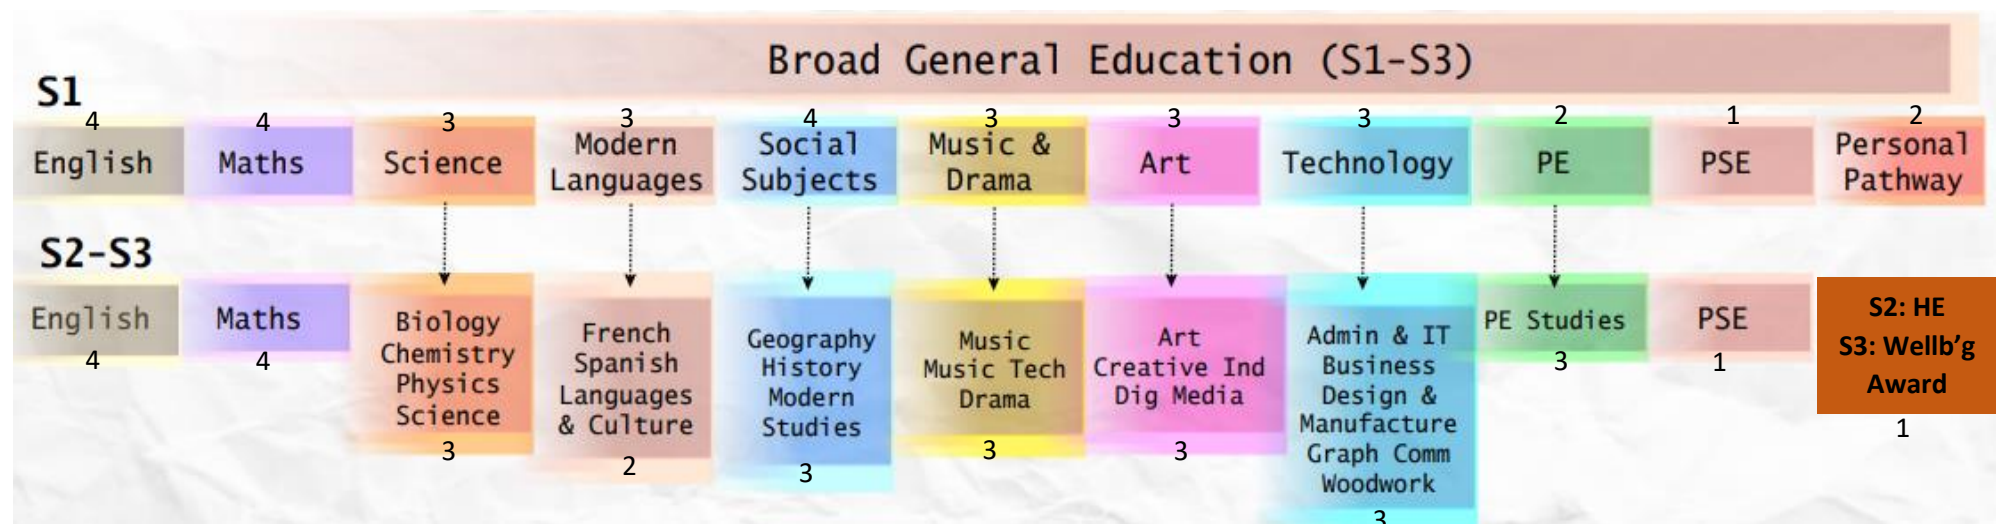 Broad General Education (S1-S3)
S1
4 4 3 3 4 3 3 3 2 1 2
English
Maths
Science
Modern
Languages
Social
Subjects
Music &
Drama
Art
Technology
PE
PSE
Personal
Pathway
S2-S3
English
4
Maths
4
Biology
Chemistry
Physics
Science
3
French
Spanish
Languages
& Culture
2
Geography
History
Modern
Studies
3
Music
Music Tech
Drama
3
Art
Creative Ind
Dig Media
3
Admin & IT
Business
Design &
Manufacture
Graph Comm
Woodwork
3
PE Studies
3
PSE
1
S2: HE
S3: Wellb’g
Award
1